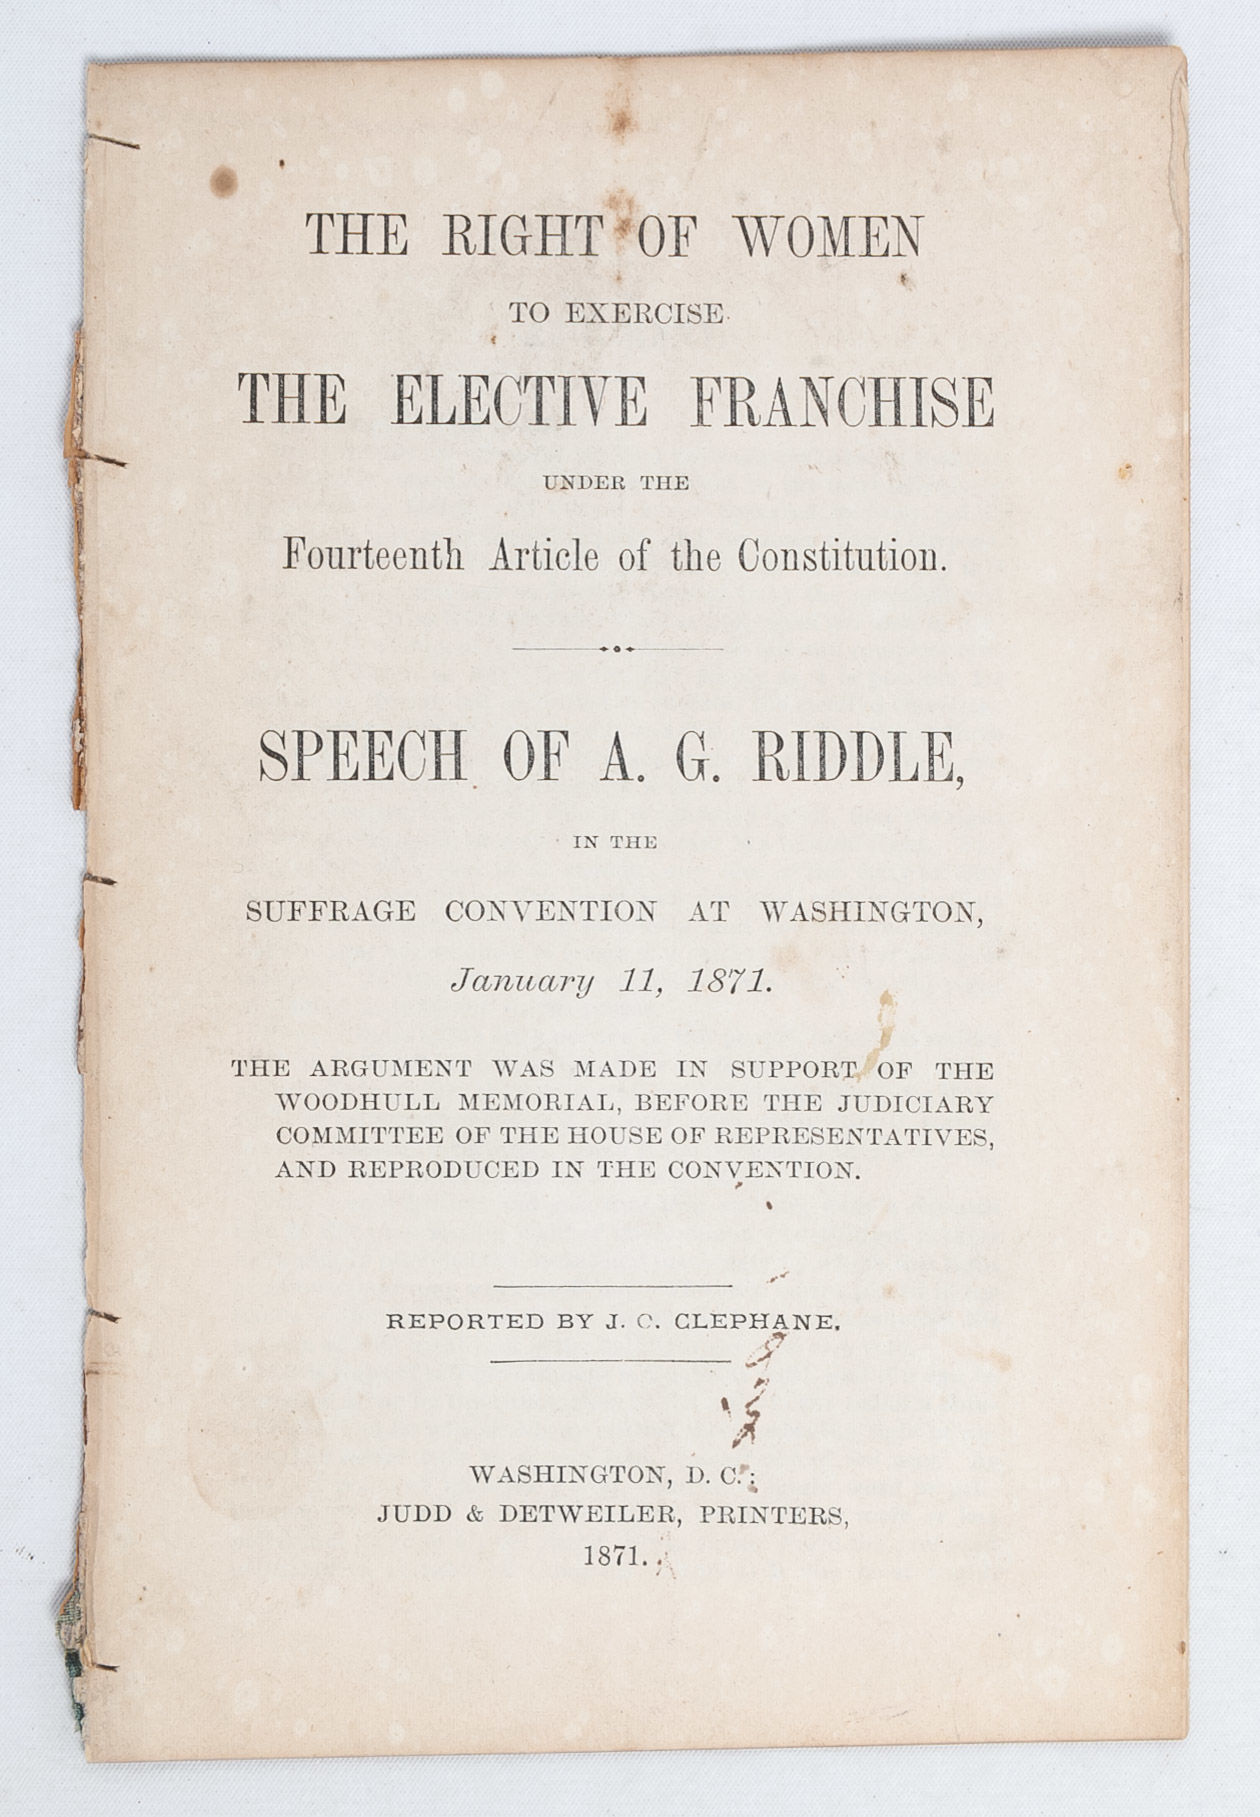 THE RIGHT OF WOMEN
TO EXERCISE
THE ELECTIVE FRANCHISE
UNDER THE
Fourteenth Article of the Constitution.
SPEECH OF A. G. RIDDLE,
IN THE
SUFFRAGE CONVENTION AT WASHINGTON,
January 11, 1871.
THE ARGUMENT WAS MADE IN SUPPORT OF THE
WOODHULL MEMORIAL, BEFORE THE JUDICIARY
COMMITTEE OF THE HOUSE OF REPRESENTATIVES,
AND REPRODUCED IN THE CONVENTION.
REPORTED BY J. C. CLEPHANE.
WASHINGTON, D. C.:
JUDD & DETWEILER, PRINTERS,
1871.